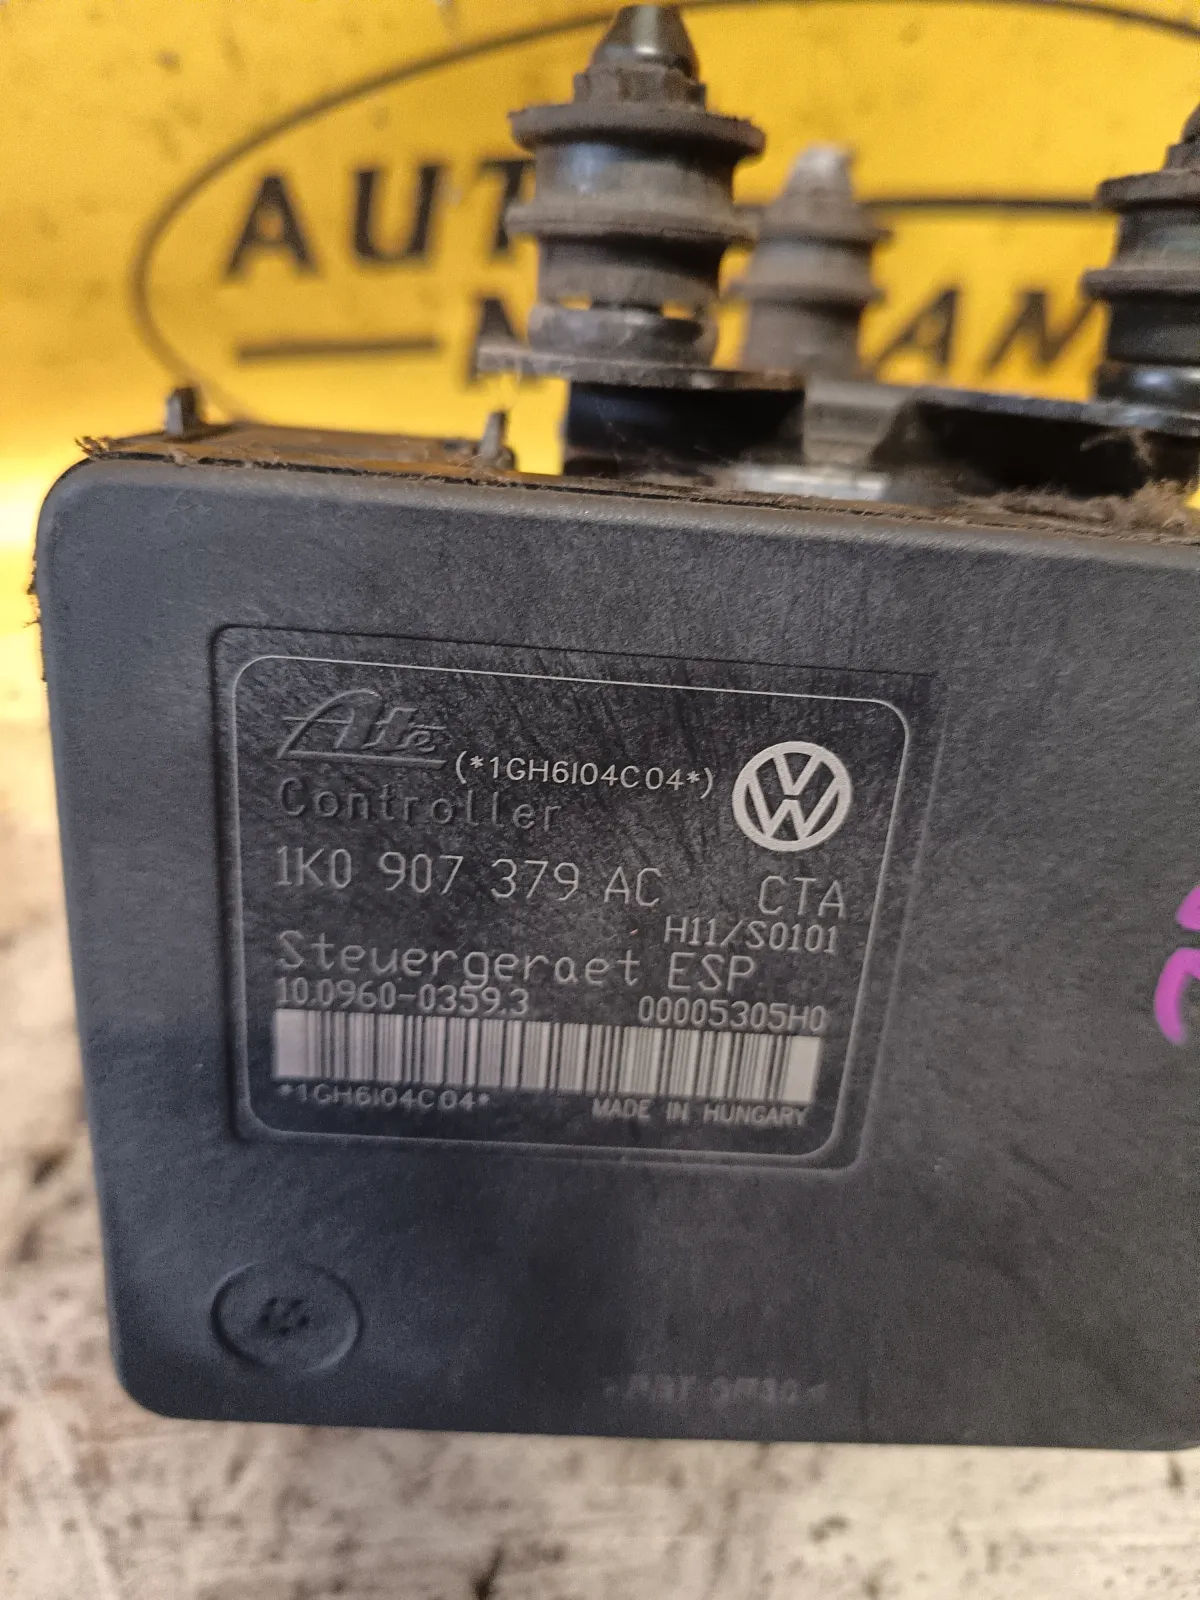 AUT
AN
Ate
(*1GH6I04C04*)
Controller
1K0 907 379 AC CTA
H11/S0101
Steuergeraet ESP
10.0960-0359.3 00005305H0
*1GH6I04C04*
MADE IN HUNGARY